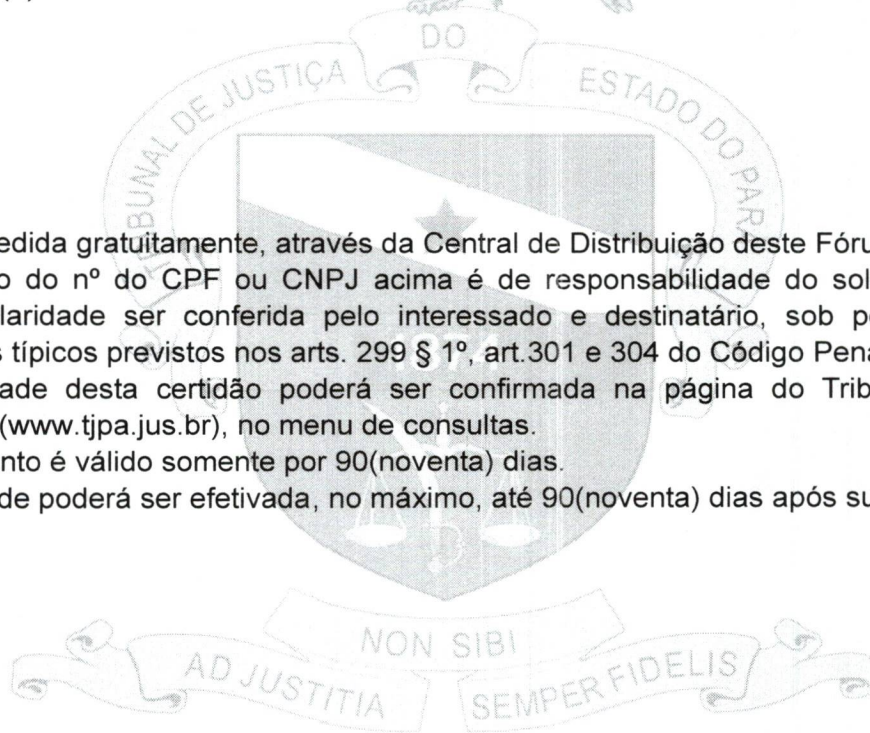 DO
TRIBUNAL DE JUSTIÇA
ESTADO DO PARÁ
edida gratuitamente, através da Central de Distribuição deste Fóru
o do nº do CPF ou CNPJ acima é de responsabilidade do sol
laridade ser conferida pelo interessado e destinatário, sob p
s típicos previstos nos arts. 299 § 1º, art.301 e 304 do Código Pena
1874
ade desta certidão poderá ser confirmada na página do Trib
(www.tjpa.jus.br), no menu de consultas.
nto é válido somente por 90(noventa) dias.
de poderá ser efetivada, no máximo, até 90(noventa) dias após su
NON SIBI
AD JUSTITIA
SEMPER FIDELIS